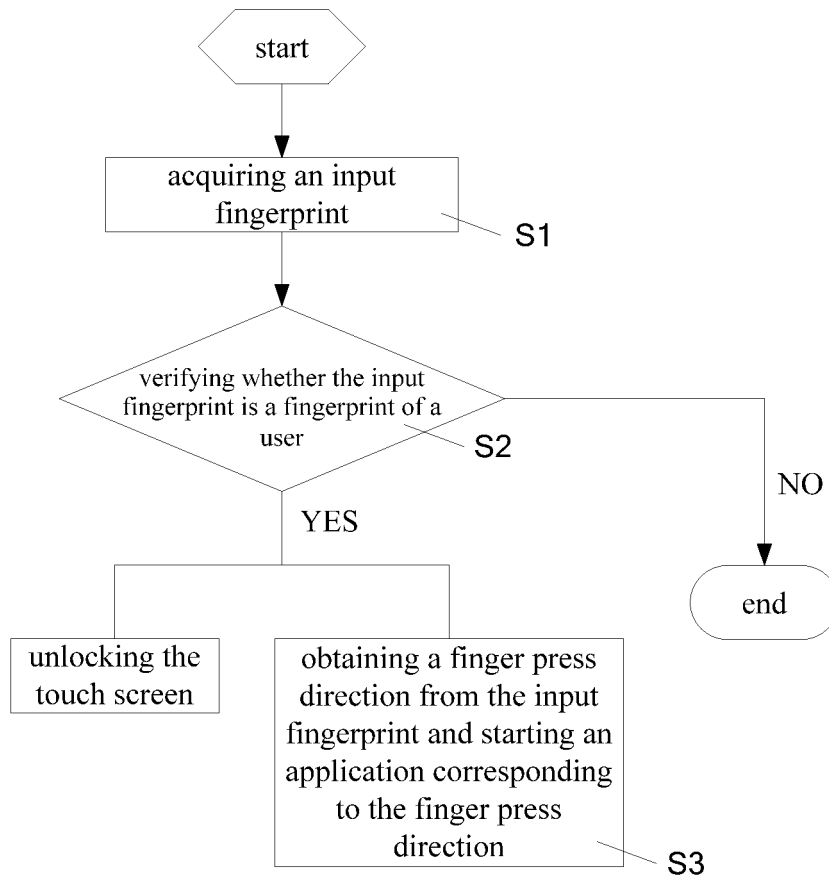 start
acquiring an input
fingerprint
S1
verifying whether the input
fingerprint is a fingerprint of a
user
S2
YES
NO
end
unlocking the
touch screen
obtaining a finger press
direction from the input
fingerprint and starting an
application corresponding
to the finger press
direction
S3